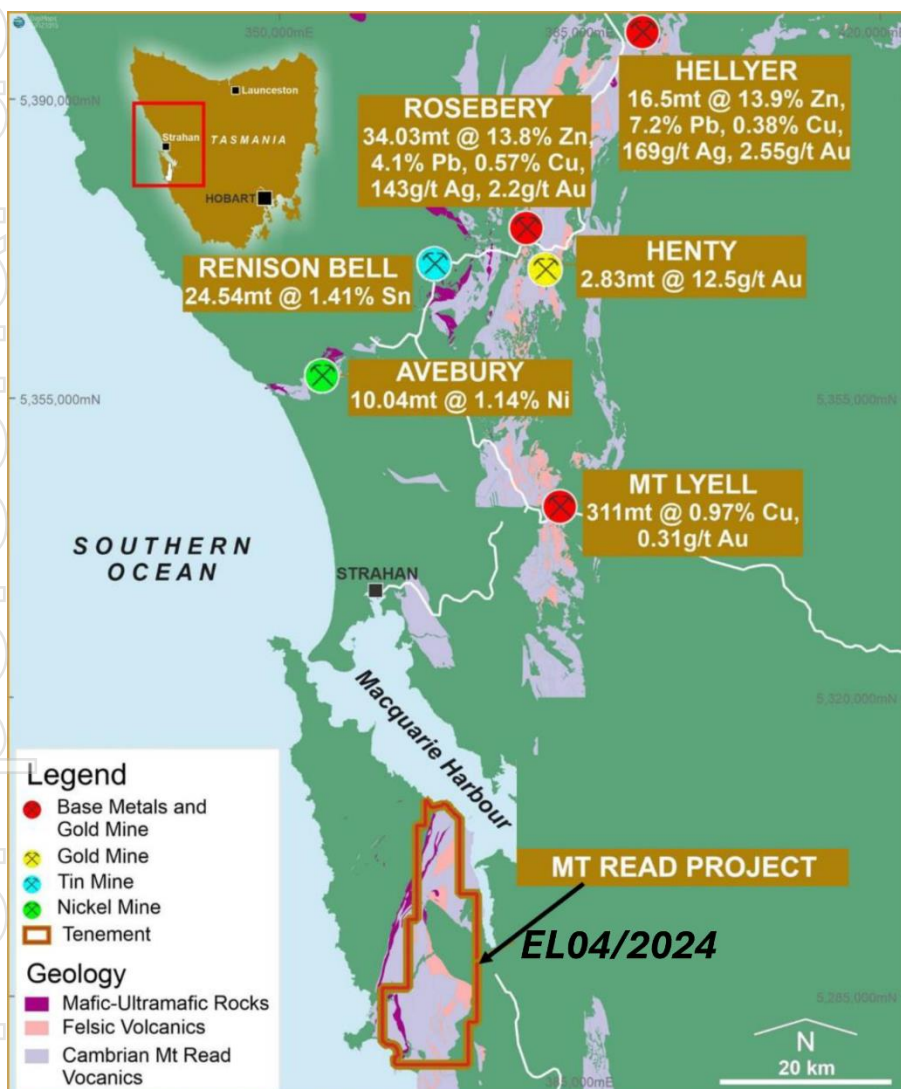 350,000mE
385,000mE
420,000mE
5,390,000mN
Launceston
Strahan
TASMANIA
HOBART
HELLYER
16.5mt @ 13.9% Zn,
7.2% Pb, 0.38% Cu,
169g/t Ag, 2.55g/t Au
ROSEBERY
34.03mt @ 13.8% Zn,
4.1% Pb, 0.57% Cu,
143g/t Ag, 2.2g/t Au
RENISON BELL
24.54mt @ 1.41% Sn
HENTY
2.83mt @ 12.5g/t Au
AVEBURY
10.04mt @ 1.14% Ni
5,355,000mN
5,355,000mN
MT LYELL
311mt @ 0.97% Cu,
0.31g/t Au
SOUTHERN
OCEAN
STRAHAN
5,320,000mN
Macquarie Harbour
Legend
Base Metals and
Gold Mine
Gold Mine
Tin Mine
Nickel Mine
Tenement
Geology
Mafic-Ultramafic Rocks
Felsic Volcanics
Cambrian Mt Read
Vocanics
MT READ PROJECT
EL04/2024
5,285,000mN
385,000mE
N
20 km